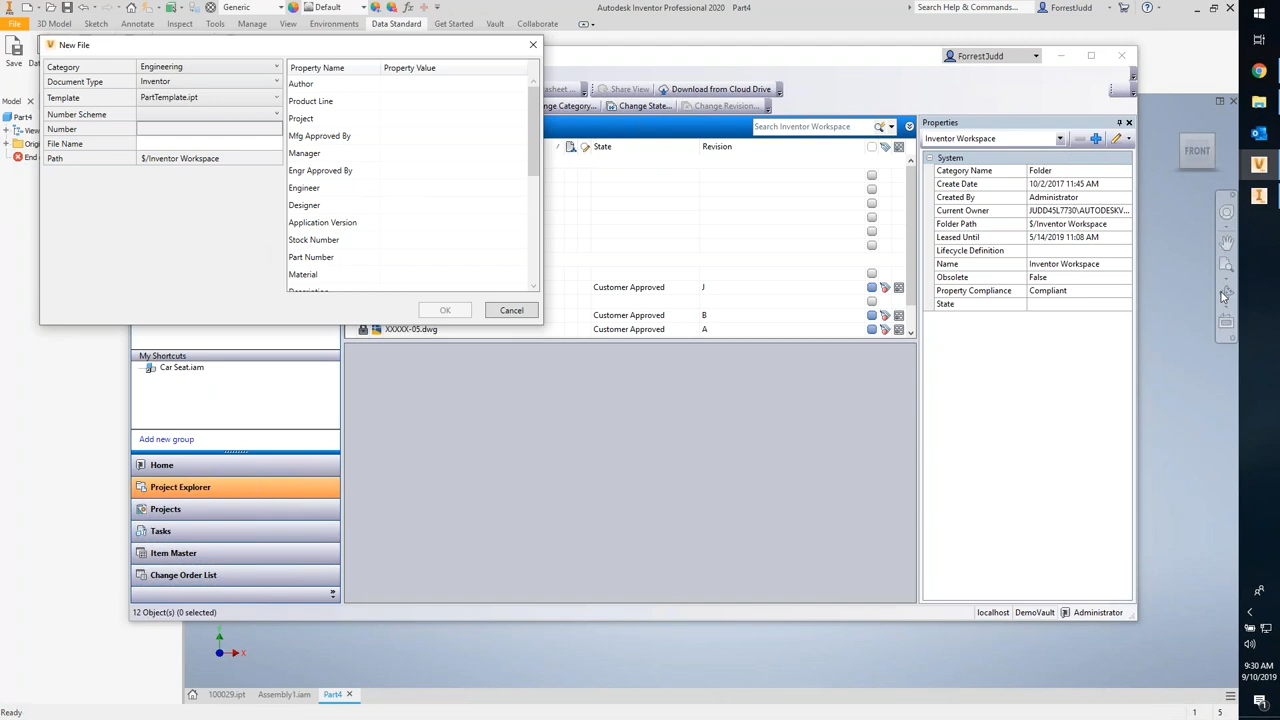 Generic
Default
Autodesk Inventor Professional 2020 Part4
Search Help & Commands...
ForrestJudd
File
3D Model
Sketch
Annotate
Inspect
Tools
Manage
View
Environments
Data Standard
Get Started
Vault
Collaborate
Save
Model
Part4
View
Origin
End
New File
Category Engineering
Document Type Inventor
Template PartTemplate.ipt
Number Scheme
Number
File Name
Path $/Inventor Workspace
Property Name Property Value
Author
Product Line
Project
Mfg Approved By
Manager
Engr Approved By
Engineer
Designer
Application Version
Stock Number
Part Number
Material
OK
Cancel
ForrestJudd
Share View
Download from Cloud Drive
Category...
Change State...
Change Revision...
Search Inventor Workspace
State
Revision
Customer Approved J
Customer Approved B
XXXXX-05.dwg Customer Approved A
My Shortcuts
Car Seat.iam
Add new group
Home
Project Explorer
Projects
Tasks
Item Master
Change Order List
12 Object(s) (0 selected)
localhost
DemoVault
Administrator
Properties
Inventor Workspace
System
Category Name Folder
Create Date 10/2/2017 11:45 AM
Created By Administrator
Current Owner JUDD45L7730\AUTODESKV...
Folder Path $/Inventor Workspace
Leased Until 5/14/2019 11:08 AM
Lifecycle Definition
Name Inventor Workspace
Obsolete False
Property Compliance Compliant
State
FRONT
X
100029.ipt
Assembly1.iam
Part4
Ready
1
5
9:30 AM
9/10/2019
1